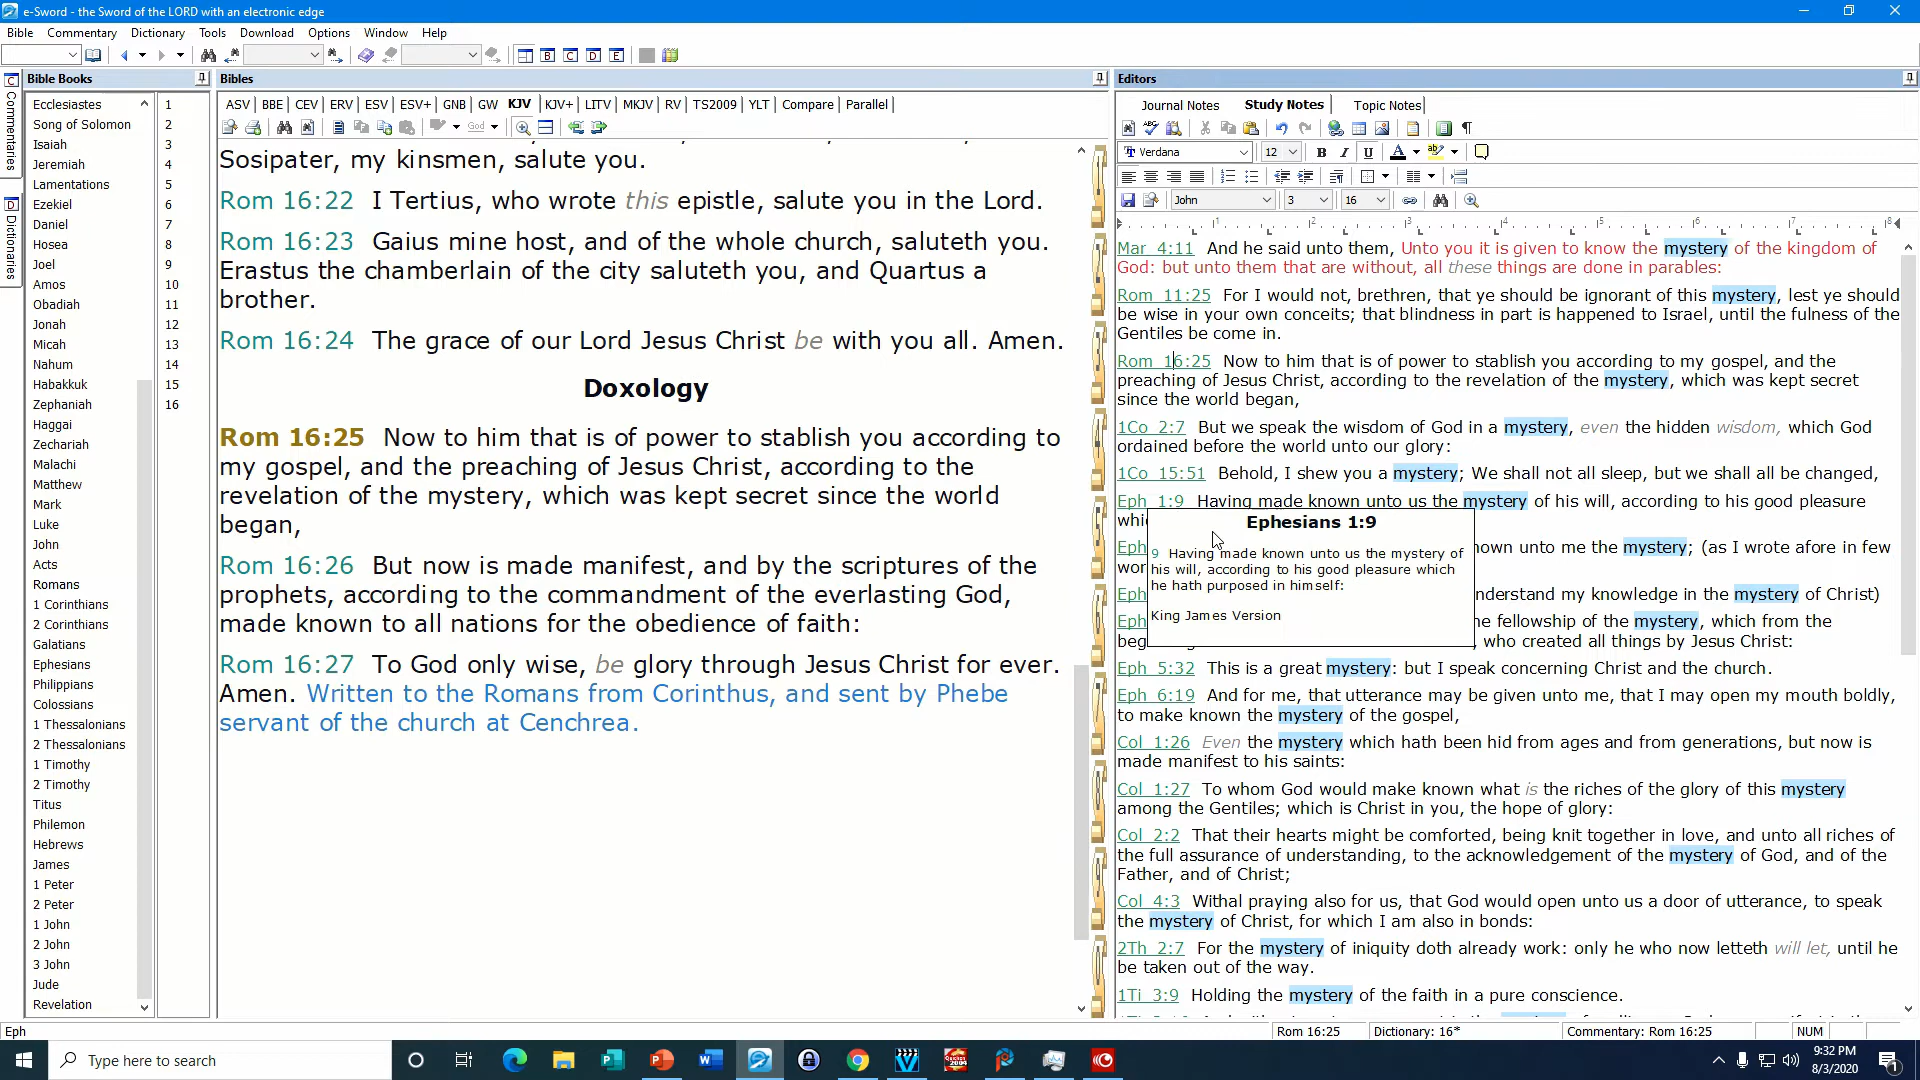 e-Sword - the Sword of the LORD with an electronic edge
Bible Commentary Dictionary Tools Download Options Window Help
Commentaries
Dictionaries
Bible Books
Ecclesiastes
Song of Solomon
Isaiah
Jeremiah
Lamentations
Ezekiel
Daniel
Hosea
Joel
Amos
Obadiah
Jonah
Micah
Nahum
Habakkuk
Zephaniah
Haggai
Zechariah
Malachi
Matthew
Mark
Luke
John
Acts
Romans
1 Corinthians
2 Corinthians
Galatians
Ephesians
Philippians
Colossians
1 Thessalonians
2 Thessalonians
1 Timothy
2 Timothy
Titus
Philemon
Hebrews
James
1 Peter
2 Peter
1 John
2 John
3 John
Jude
Revelation
1
2
3
4
5
6
7
8
9
10
11
12
13
14
15
16
Bibles
ASV BBE CEV ERV ESV ESV+ GNB GW KJV KJV+ LITV MKJV RV TS2009 YLT Compare Parallel
God
Sosipater, my kinsmen, salute you.
Rom 16:22 I Tertius, who wrote this epistle, salute you in the Lord.
Rom 16:23 Gaius mine host, and of the whole church, saluteth you.
Erastus the chamberlain of the city saluteth you, and Quartus a
brother.
Rom 16:24 The grace of our Lord Jesus Christ be with you all. Amen.
Doxology
Rom 16:25 Now to him that is of power to stablish you according to
my gospel, and the preaching of Jesus Christ, according to the
revelation of the mystery, which was kept secret since the world
began,
Rom 16:26 But now is made manifest, and by the scriptures of the
prophets, according to the commandment of the everlasting God,
made known to all nations for the obedience of faith:
Rom 16:27 To God only wise, be glory through Jesus Christ for ever.
Amen. Written to the Romans from Corinthus, and sent by Phebe
servant of the church at Cenchrea.
Editors
Journal Notes Study Notes Topic Notes
Verdana 12 B I U A ab
John 3 16
1 2 3 4 5 6 7 8
Mar 4:11 And he said unto them, Unto you it is given to know the mystery of the kingdom of
God: but unto them that are without, all these things are done in parables:
Rom 11:25 For I would not, brethren, that ye should be ignorant of this mystery, lest ye should
be wise in your own conceits; that blindness in part is happened to Israel, until the fulness of the
Gentiles be come in.
Rom 16:25 Now to him that is of power to stablish you according to my gospel, and the
preaching of Jesus Christ, according to the revelation of the mystery, which was kept secret
since the world began,
1Co 2:7 But we speak the wisdom of God in a mystery, even the hidden wisdom, which God
ordained before the world unto our glory:
1Co 15:51 Behold, I shew you a mystery; We shall not all sleep, but we shall all be changed,
Eph 1:9 Having made known unto us the mystery of his will, according to his good pleasure
Ephesians 1:9
9 Having made known unto us the mystery of
his will, according to his good pleasure which
he hath purposed in himself:
King James Version
Eph known unto me the mystery; (as I wrote afore in few
Eph understand my knowledge in the mystery of Christ)
Eph the fellowship of the mystery, which from the
beg , who created all things by Jesus Christ:
Eph 5:32 This is a great mystery: but I speak concerning Christ and the church.
Eph 6:19 And for me, that utterance may be given unto me, that I may open my mouth boldly,
to make known the mystery of the gospel,
Col 1:26 Even the mystery which hath been hid from ages and from generations, but now is
made manifest to his saints:
Col 1:27 To whom God would make known what is the riches of the glory of this mystery
among the Gentiles; which is Christ in you, the hope of glory:
Col 2:2 That their hearts might be comforted, being knit together in love, and unto all riches of
the full assurance of understanding, to the acknowledgement of the mystery of God, and of the
Father, and of Christ;
Col 4:3 Withal praying also for us, that God would open unto us a door of utterance, to speak
the mystery of Christ, for which I am also in bonds:
2Th 2:7 For the mystery of iniquity doth already work: only he who now letteth will let, until he
be taken out of the way.
1Ti 3:9 Holding the mystery of the faith in a pure conscience.
Eph Rom 16:25 Dictionary: 16* Commentary: Rom 16:25 NUM
Type here to search
9:32 PM
8/3/2020
1